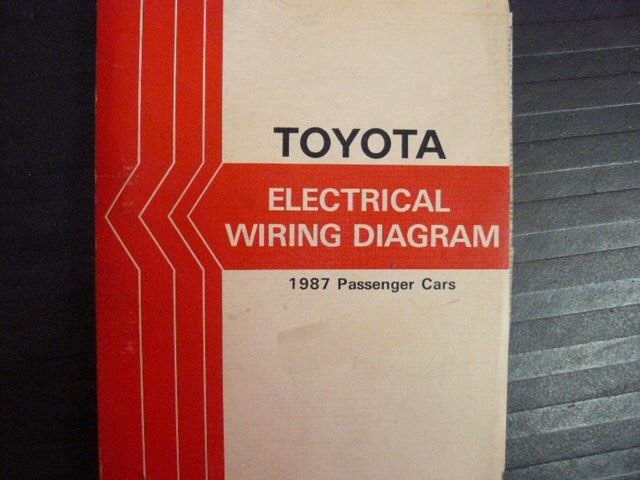 TOYOTA
ELECTRICAL
WIRING DIAGRAM
1987 Passenger Cars